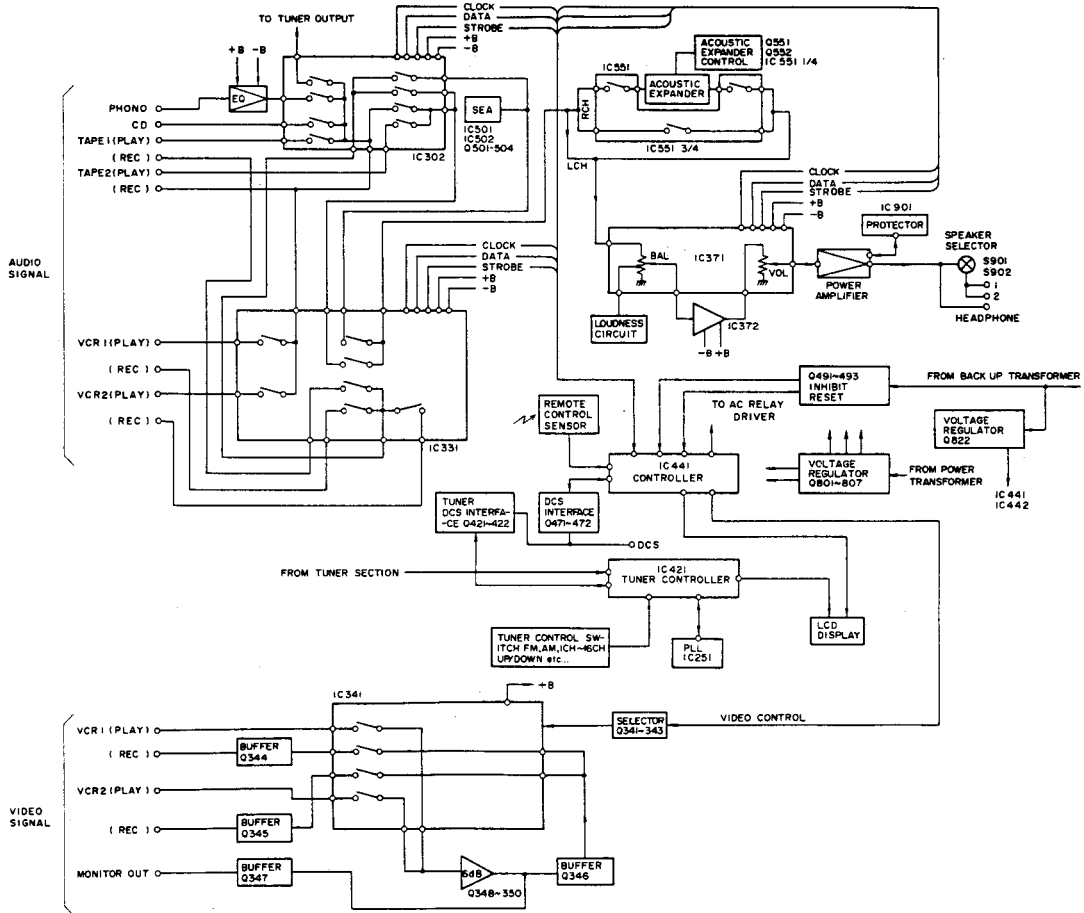 TO TUNER OUTPUT
CLOCK
DATA
STROBE
+B
-B
+B -B
EQ
IC302
SEA
IC501
IC502
Q501-504
IC551
ACOUSTIC
EXPANDER
CONTROL
Q551
Q552
IC 551 1/4
ACOUSTIC
EXPANDER
RCH
IC551 3/4
LCH
AUDIO
SIGNAL
PHONO
CD
TAPE1(PLAY)
(REC)
TAPE2(PLAY)
(REC)
CLOCK
DATA
STROBE
+B
-B
CLOCK
DATA
STROBE
+B
-B
IC901
PROTECTOR
BAL
IC371
VOL
POWER
AMPLIFIER
SPEAKER
SELECTOR
S901
S902
1
2
HEADPHONE
LOUDNESS
CIRCUIT
IC372
-B +B
VCR1(PLAY)
(REC)
VCR2(PLAY)
(REC)
IC331
REMOTE
CONTROL
SENSOR
Q491~493
INHIBIT
RESET
FROM BACK UP TRANSFORMER
TO AC RELAY
DRIVER
VOLTAGE
REGULATOR
Q822
IC441
CONTROLLER
VOLTAGE
REGULATOR
Q801~807
FROM POWER
TRANSFORMER
IC441
IC442
TUNER
DCS INTERFA-
-CE Q421~422
DCS
INTERFACE
Q471~472
DCS
FROM TUNER SECTION
IC421
TUNER CONTROLLER
TUNER CONTROL SW-
ITCH FM,AM,1CH~16CH
UP/DOWN etc...
PLL
IC251
LCD
DISPLAY
IC341
+B
SELECTOR
Q341~343
VIDEO CONTROL
VIDEO
SIGNAL
VCR1(PLAY)
(REC)
BUFFER
Q344
VCR2(PLAY)
(REC)
BUFFER
Q345
MONITOR OUT
BUFFER
Q347
6dB
Q348~350
BUFFER
Q346